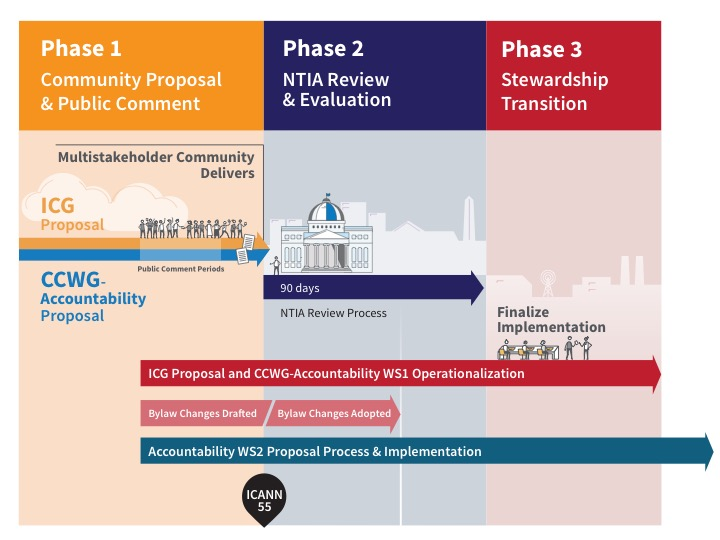 Phase 1
Community Proposal
& Public Comment
Phase 2
NTIA Review
& Evaluation
Phase 3
Stewardship
Transition
Multistakeholder Community
Delivers
ICG
Proposal
Public Comment Periods
CCWG-
Accountability
Proposal
90 days
NTIA Review Process
Finalize
Implementation
ICG Proposal and CCWG-Accountability WS1 Operationalization
Bylaw Changes Drafted
Bylaw Changes Adopted
Accountability WS2 Proposal Process & Implementation
ICANN
55